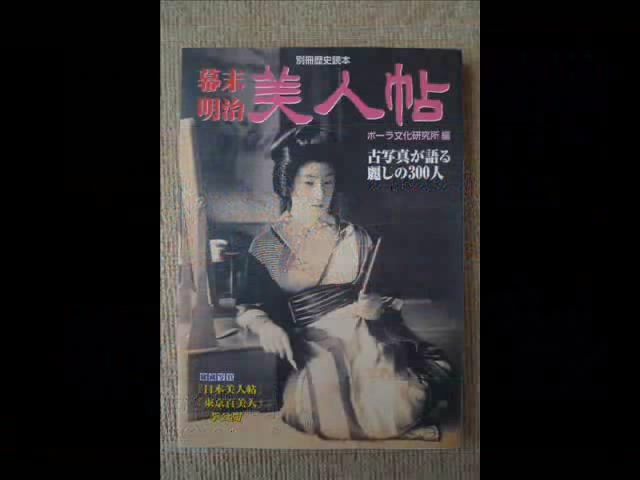 別冊歴史読本
幕末
明治
美人帖
ポーラ文化研究所 編
古写真が語る
麗しの300人
日本美人帖
東京百美人